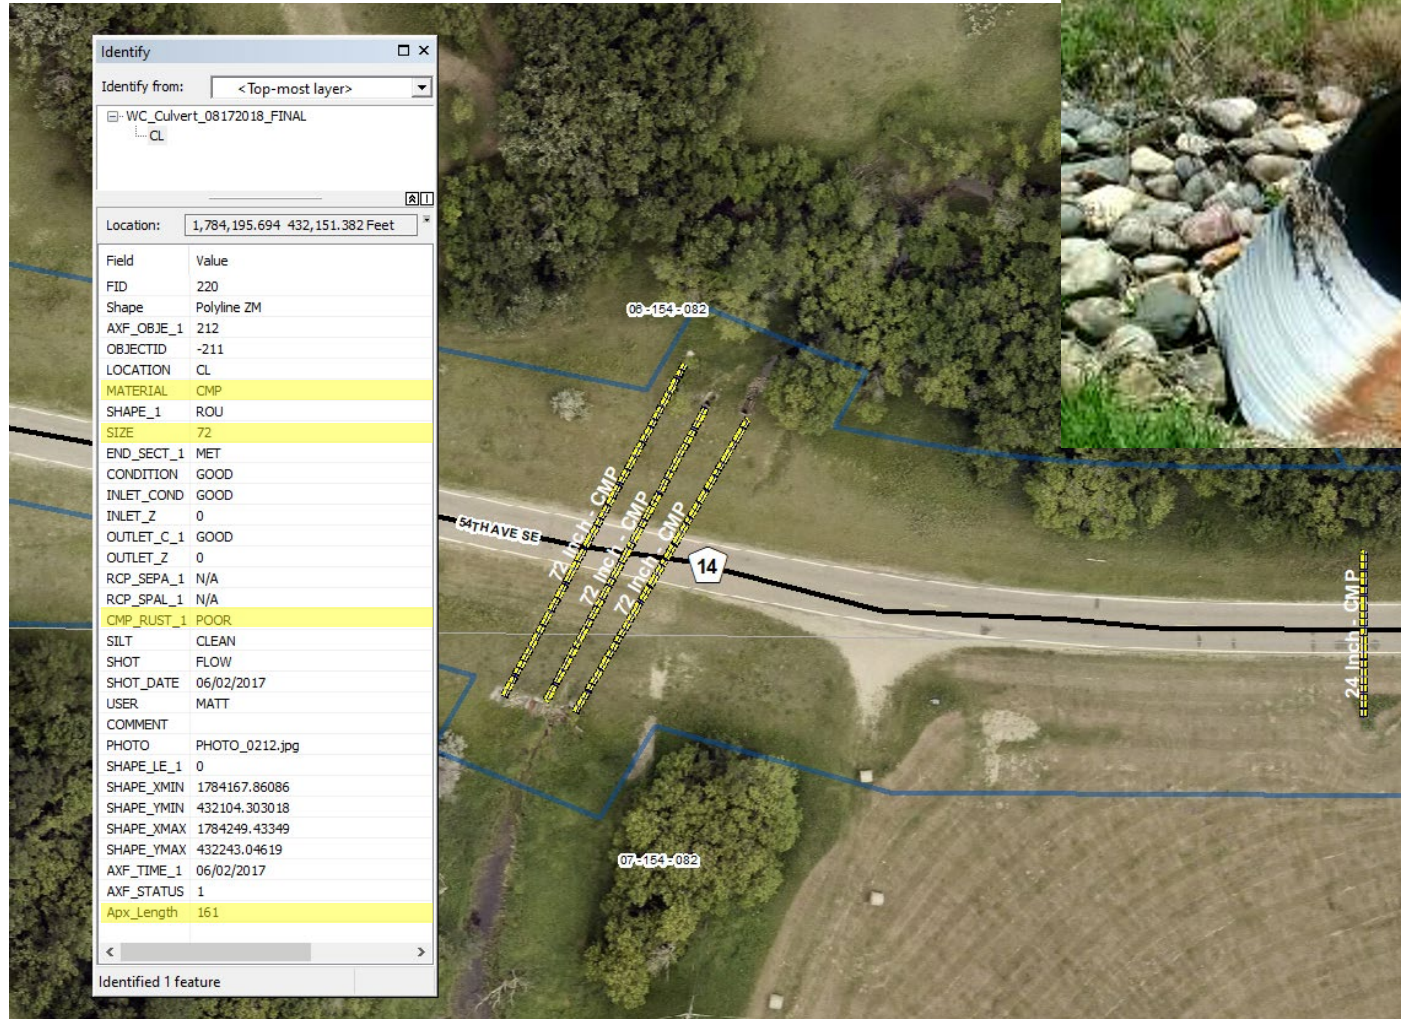 Identify
Identify from: <Top-most layer>
WC_Culvert_08172018_FINAL
CL
Location: 1,784,195.694 432,151.382 Feet
Field Value
FID 220
Shape Polyline ZM
AXF_OBJE_1 212
OBJECTID -211
LOCATION CL
MATERIAL CMP
SHAPE_1 ROU
SIZE 72
END_SECT_1 MET
CONDITION GOOD
INLET_COND GOOD
INLET_Z 0
OUTLET_C_1 GOOD
OUTLET_Z 0
RCP_SEPA_1 N/A
RCP_SPAL_1 N/A
CMP_RUST_1 POOR
SILT CLEAN
SHOT FLOW
SHOT_DATE 06/02/2017
USER MATT
COMMENT
PHOTO PHOTO_0212.jpg
SHAPE_LE_1 0
SHAPE_XMIN 1784167.86086
SHAPE_YMIN 432104.303018
SHAPE_XMAX 1784249.43349
SHAPE_YMAX 432243.04619
AXF_TIME_1 06/02/2017
AXF_STATUS 1
Apx_Length 161
Identified 1 feature
06-154-082
54TH AVE SE
72 Inch - CMP
72 Inch - CMP
72 Inch - CMP
14
24 Inch - CMP
07-154-082